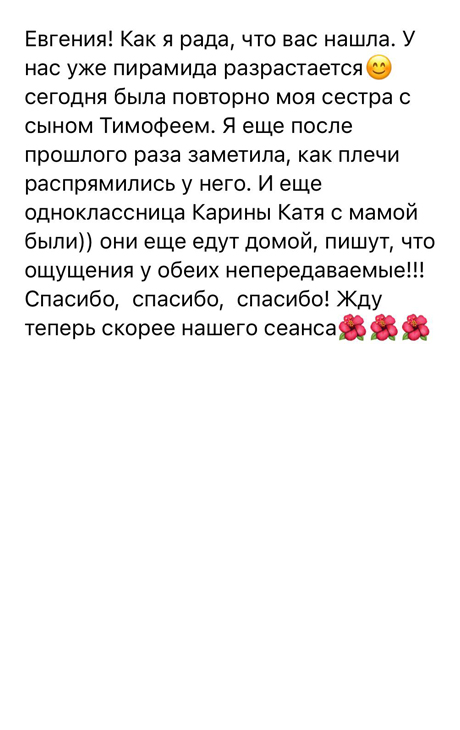 Евгения! Как я рада, что вас нашла. У
нас уже пирамида разрастается😊
сегодня была повторно моя сестра с
сыном Тимофеем. Я еще после
прошлого раза заметила, как плечи
распрямились у него. И еще
одноклассница Карины Катя с мамой
были)) они еще едут домой, пишут, что
ощущения у обеих непередаваемые!!!
Спасибо,  спасибо,  спасибо! Жду
теперь скорее нашего сеанса🌺🌺🌺